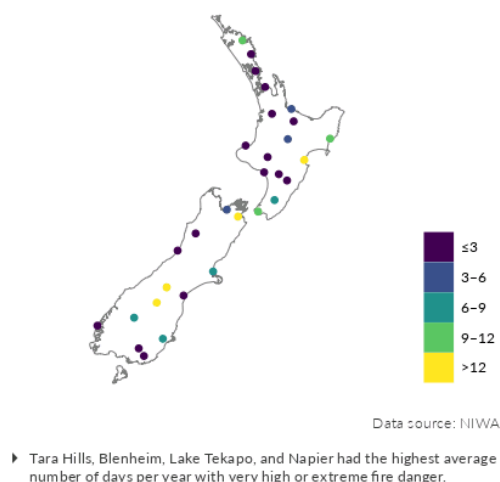 ≤3
3–6
6–9
9–12
>12
Data source: NIWA
Tara Hills, Blenheim, Lake Tekapo, and Napier had the highest average
number of days per year with very high or extreme fire danger.